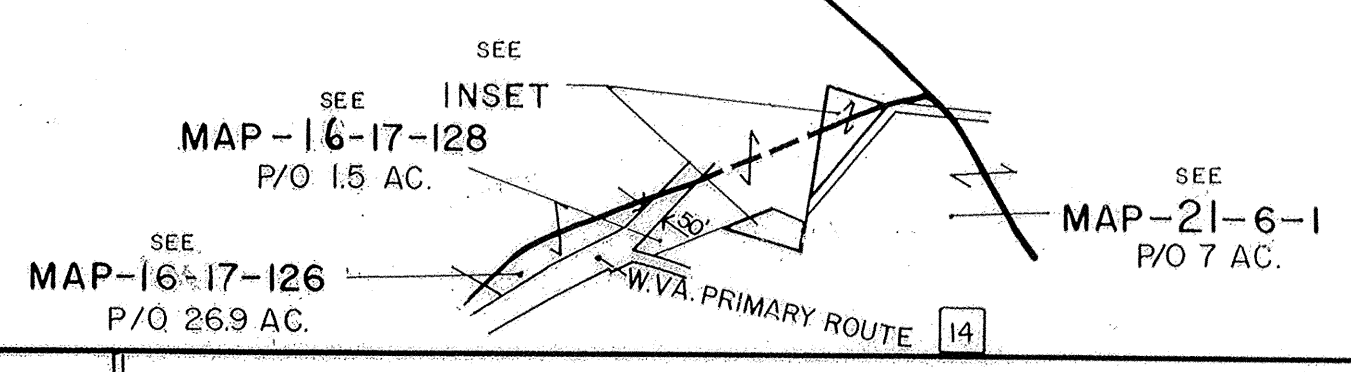 SEE
INSET
SEE
MAP-16-17-128
P/O 1.5 AC.
SEE
MAP-21-6-1
P/O 7 AC.
50'
SEE
MAP-16-17-126
P/O 26.9 AC.
W.VA. PRIMARY ROUTE 14